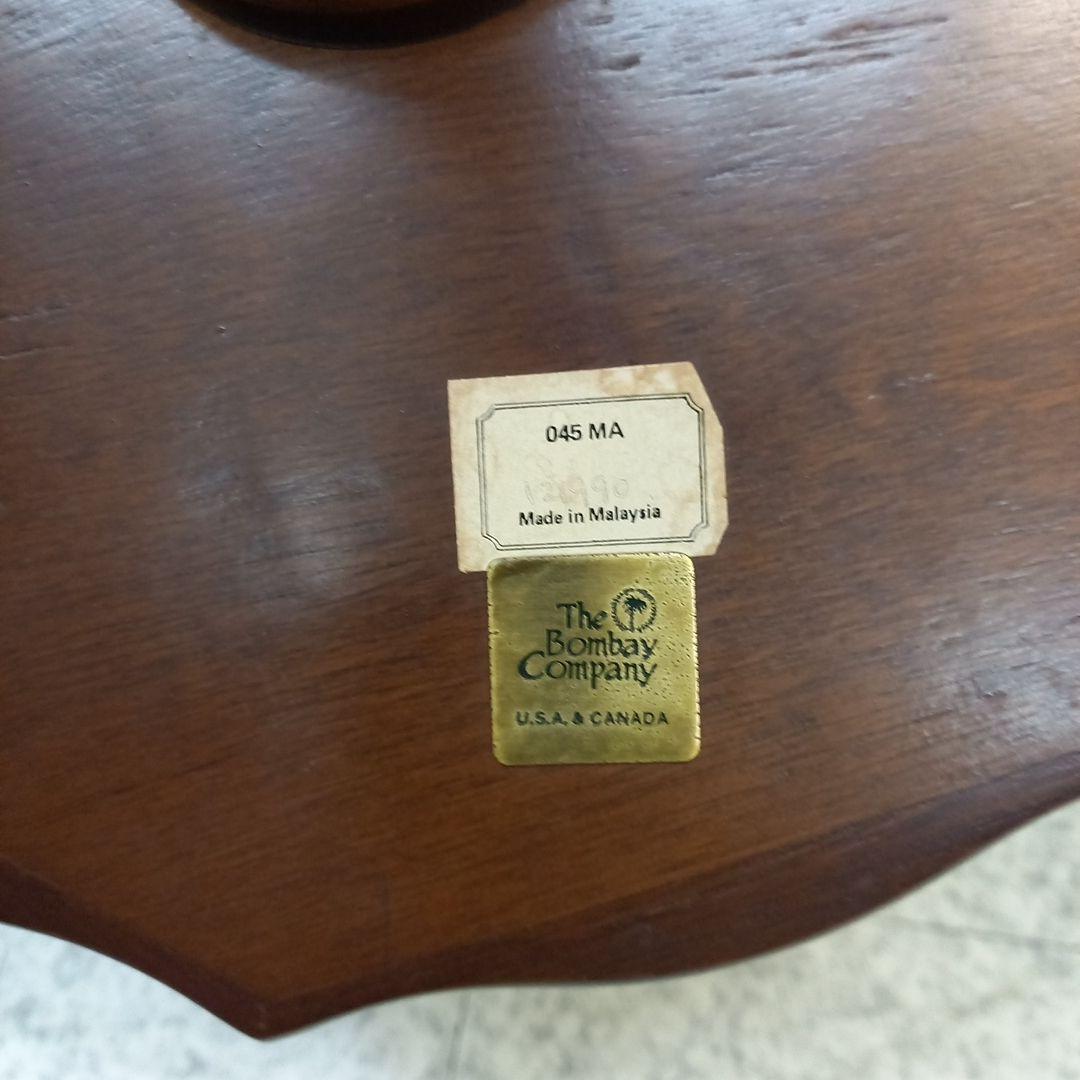 045 MA
Made in Malaysia
The
Bombay
Company
U.S.A. & CANADA